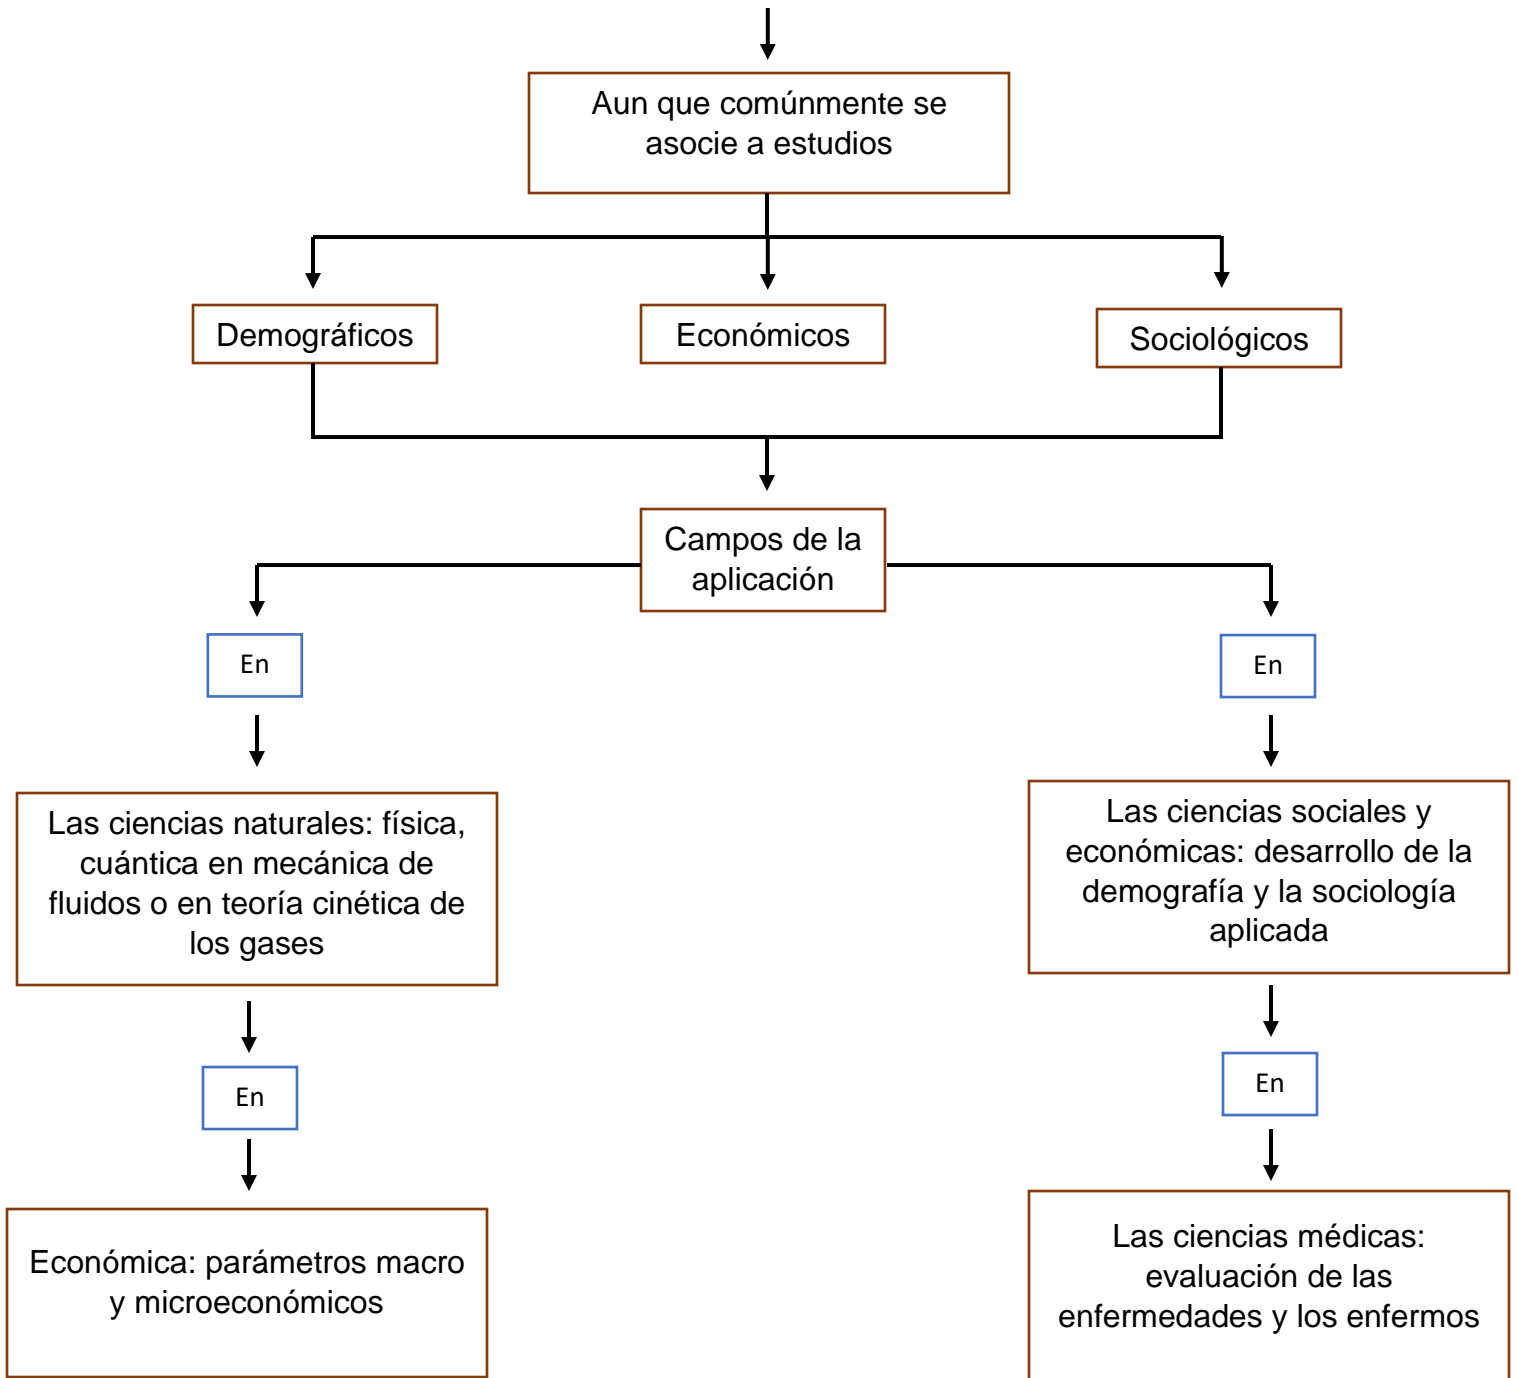 Aun que comúnmente se
asocie a estudios
Demográficos
Económicos
Sociológicos
Campos de la
aplicación
En
En
Las ciencias naturales: física,
cuántica en mecánica de
fluidos o en teoría cinética de
los gases
Las ciencias sociales y
económicas: desarrollo de la
demografía y la sociología
aplicada
En
En
Económica: parámetros macro
y microeconómicos
Las ciencias médicas:
evaluación de las
enfermedades y los enfermos